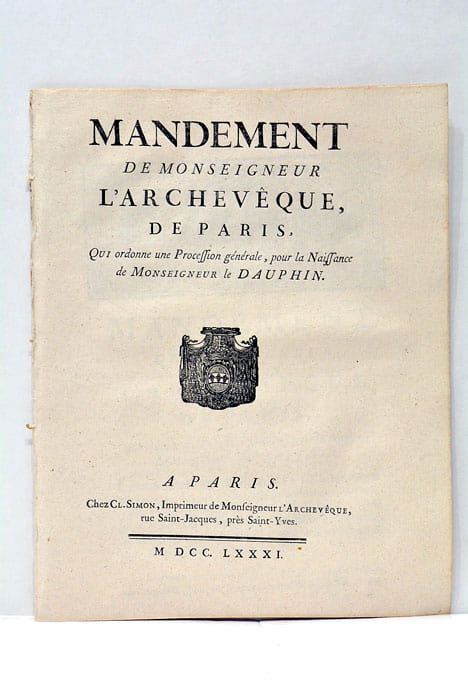 MANDEMENT
DE MONSEIGNEUR
L'ARCHEVÊQUE,
DE PARIS,
QUI ordonne une Proceſſion générale, pour la Naiſſance
de MONSEIGNEUR le DAUPHIN.
A PARIS.
Chez CL. SIMON, Imprimeur de Monſeigneur L'ARCHEVÊQUE,
rue Saint-Jacques, près Saint-Yves.
M DCC. LXXXI.